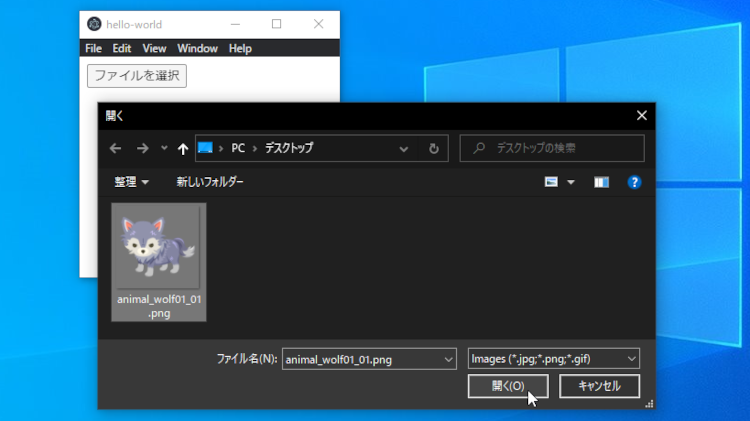 hello-world
File Edit View Window Help
ファイルを選択
開く
PC デスクトップ
デスクトップの検索
整理 新しいフォルダー
animal_wolf01_01
.png
ファイル名(N): animal_wolf01_01.png Images (*.jpg;*.png;*.gif)
開く(O) キャンセル